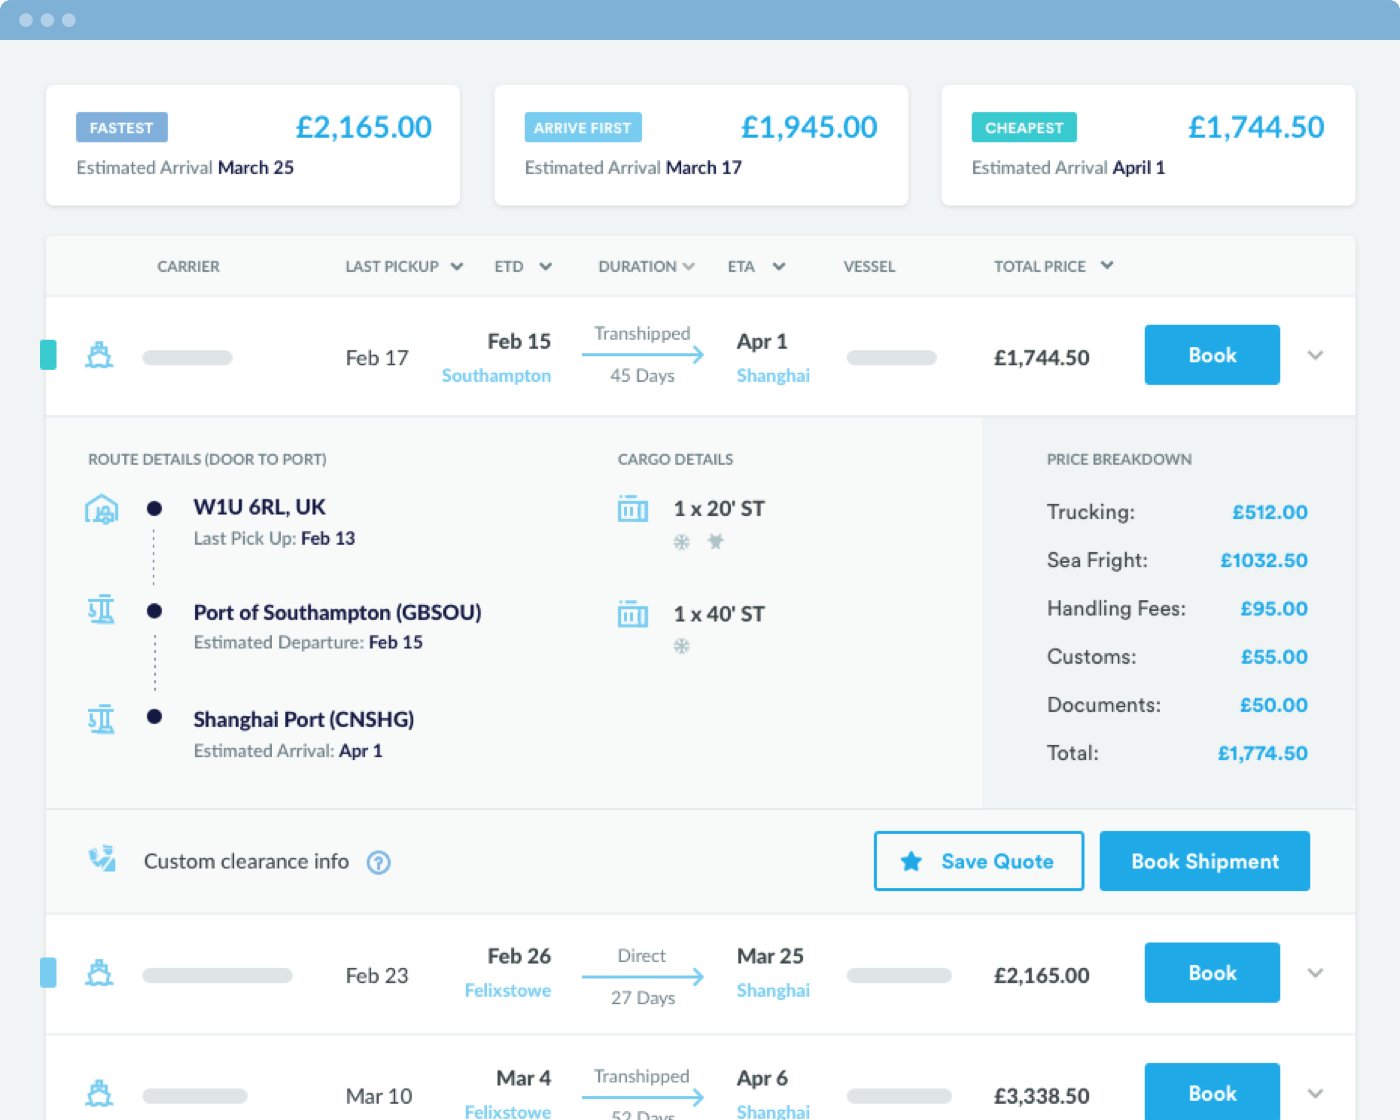 FASTEST £2,165.00
Estimated Arrival March 25
ARRIVE FIRST £1,945.00
Estimated Arrival March 17
CHEAPEST £1,744.50
Estimated Arrival April 1
CARRIER LAST PICKUP ETD DURATION ETA VESSEL TOTAL PRICE
Feb 17
Feb 15
Southampton
Transhipped
45 Days
Apr 1
Shanghai
£1,744.50
Book
ROUTE DETAILS (DOOR TO PORT)
W1U 6RL, UK
Last Pick Up: Feb 13
Port of Southampton (GBSOU)
Estimated Departure: Feb 15
Shanghai Port (CNSHG)
Estimated Arrival: Apr 1
CARGO DETAILS
1 x 20' ST
1 x 40' ST
PRICE BREAKDOWN
Trucking: £512.00
Sea Fright: £1032.50
Handling Fees: £95.00
Customs: £55.00
Documents: £50.00
Total: £1,774.50
Custom clearance info ?
Save Quote
Book Shipment
Feb 23
Feb 26
Felixstowe
Direct
27 Days
Mar 25
Shanghai
£2,165.00
Book
Mar 10
Mar 4
Felixstowe
Transhipped
52 Days
Apr 6
Shanghai
£3,338.50
Book